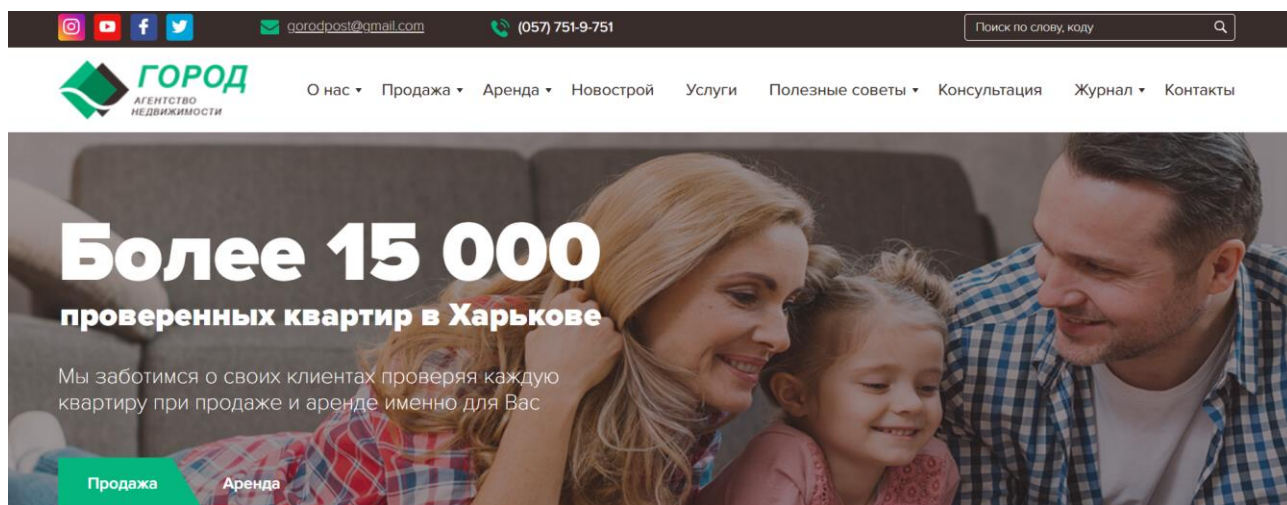 gorodpost@gmail.com
(057) 751-9-751
Поиск по слову, коду
ГОРОД
АГЕНТСТВО
НЕДВИЖИМОСТИ
О нас
Продажа
Аренда
Новострой
Услуги
Полезные советы
Консультация
Журнал
Контакты
Более 15 000
проверенных квартир в Харькове
Мы заботимся о своих клиентах проверяя каждую
квартиру при продаже и аренде именно для Вас
Продажа
Аренда